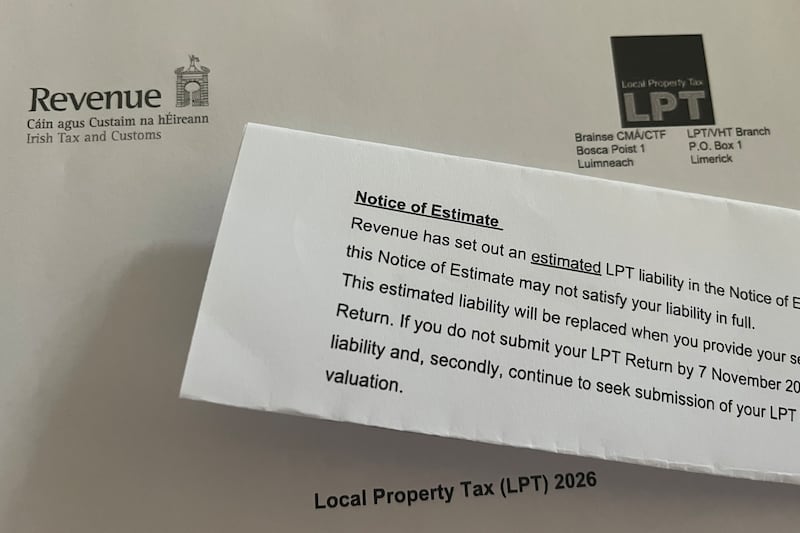 Revenue
Cáin agus Custaim na hÉireann
Irish Tax and Customs
Local Property Tax
LPT
Brainse CMÁ/CTF
Bosca Poist 1
Luimneach
LPT/VHT Branch
P.O. Box 1
Limerick
Notice of Estimate
Revenue has set out an estimated LPT liability in the Notice of E
this Notice of Estimate may not satisfy your liability in full.
This estimated liability will be replaced when you provide your se
Return. If you do not submit your LPT Return by 7 November 20
liability and, secondly, continue to seek submission of your LPT
valuation.
Local Property Tax (LPT) 2026